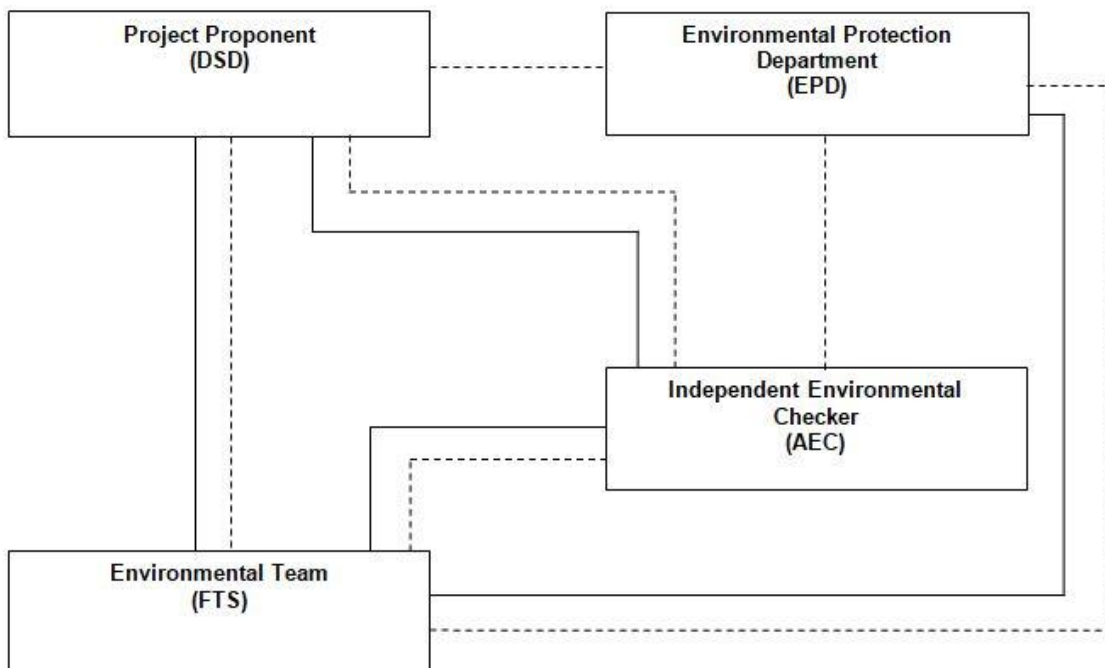 Project Proponent
(DSD)
Environmental Protection
Department
(EPD)
Independent Environmental
Checker
(AEC)
Environmental Team
(FTS)